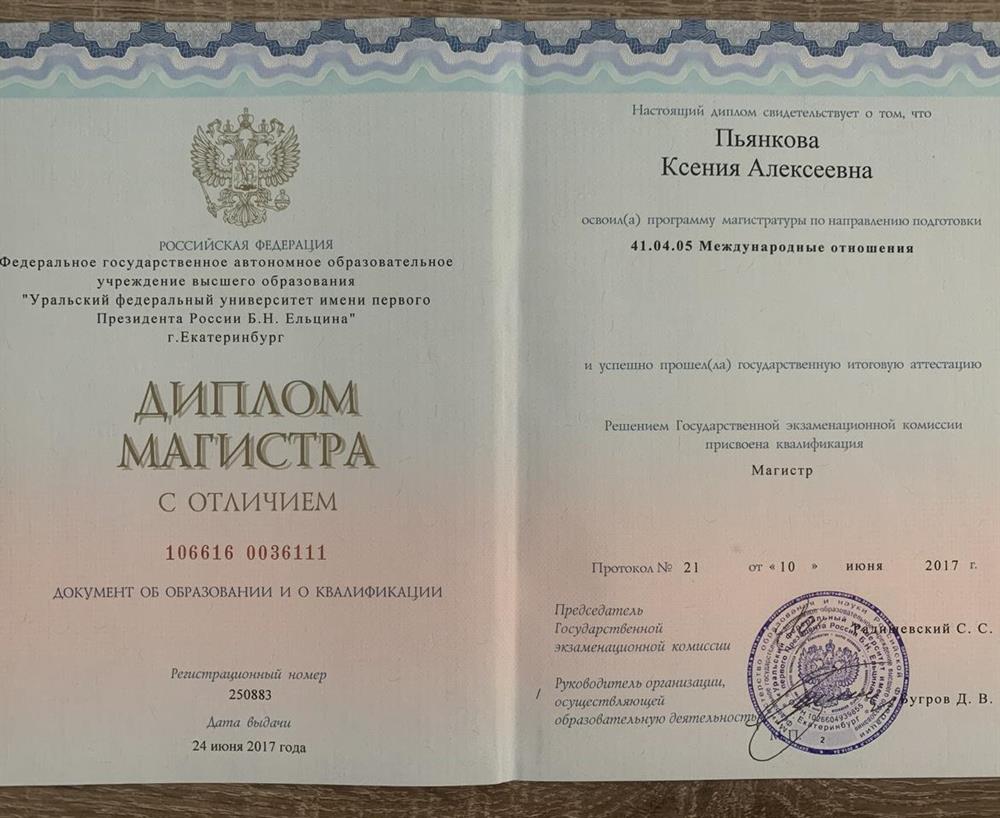 РОССИЙСКАЯ ФЕДЕРАЦИЯ
Федеральное государственное автономное образовательное
учреждение высшего образования
"Уральский федеральный университет имени первого
Президента России Б.Н. Ельцина"
г.Екатеринбург
ДИПЛОМ
МАГИСТРА
С ОТЛИЧИЕМ
106616 0036111
ДОКУМЕНТ ОБ ОБРАЗОВАНИИ И О КВАЛИФИКАЦИИ
Регистрационный номер
250883
Дата выдачи
24 июня 2017 года
Настоящий диплом свидетельствует о том, что
Пьянкова
Ксения Алексеевна
освоил(а) программу магистратуры по направлению подготовки
41.04.05 Международные отношения
и успешно прошел(ла) государственную итоговую аттестацию
Решением Государственной экзаменационной комиссии
присвоена квалификация
Магистр
Протокол № 21 от «10 » июня 2017 г.
Председатель
Государственной Радишевский С. С.
экзаменационной комиссии
/ Руководитель организации,
осуществляющей Бугров Д. В.
образовательную деятельность
М.П.
Екатеринбург
2